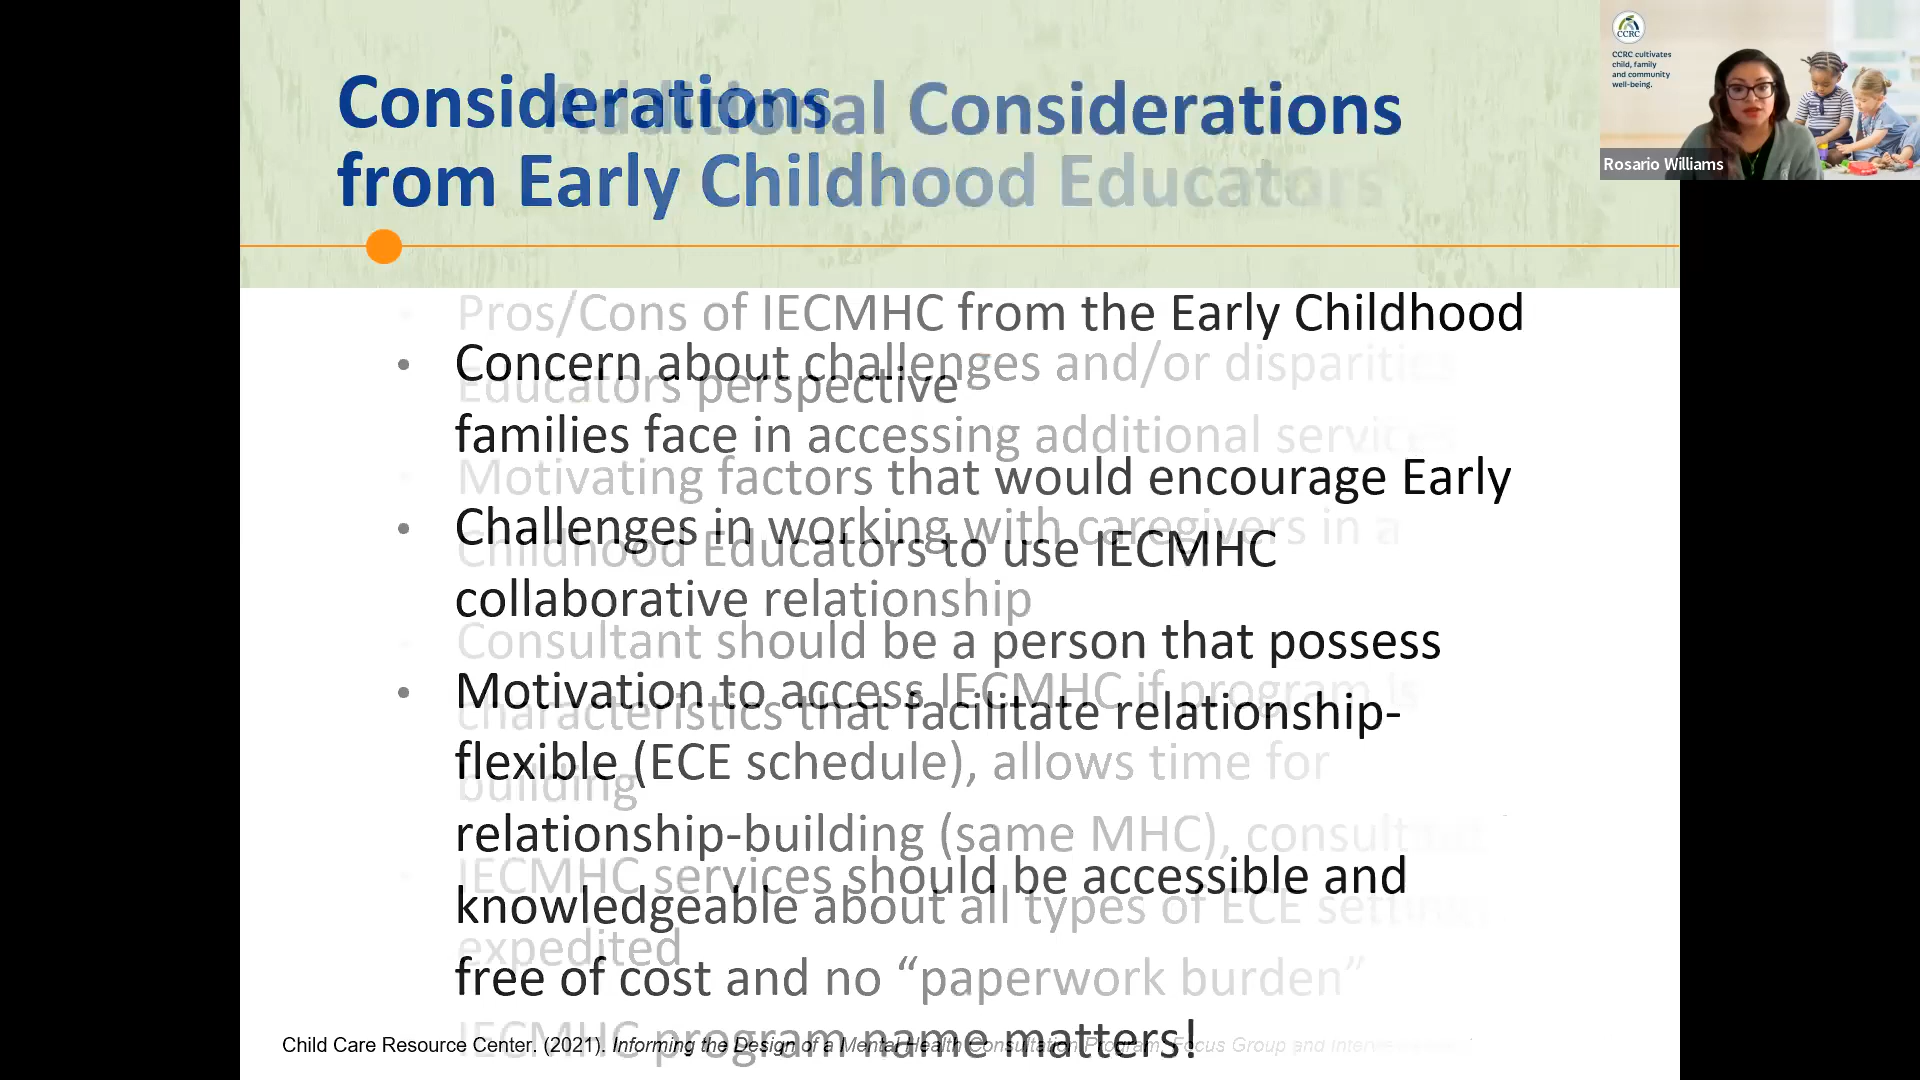 Considerations
from Early Childhood Educators
Additional Considerations
Pros/Cons of IECMHC from the Early Childhood
Educators perspective
Motivating factors that would encourage Early
Childhood Educators to use IECMHC
Consultant should be a person that possess
characteristics that facilitate relationship-
building
IECMHC services should be accessible and
expedited
IECMHC program name matters!
• Concern about challenges and/or disparities
families face in accessing additional services
• Challenges in working with caregivers in a
collaborative relationship
• Motivation to access IECMHC if program is
flexible (ECE schedule), allows time for
relationship-building (same MHC), consultant
knowledgeable about all types of ECE settings
free of cost and no “paperwork burden”
Child Care Resource Center. (2021). Informing the Design of a Mental Health Consultation Program, Focus Group and
CCRC
CCRC cultivates
child, family
and community
well-being.
Rosario Williams